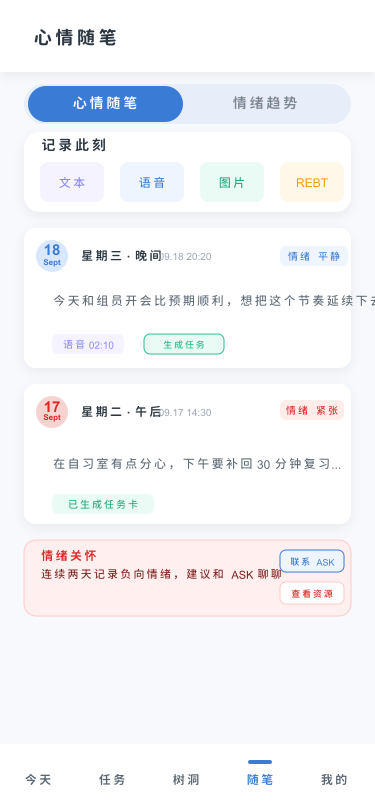 心情随笔
心情随笔 情绪趋势
记录此刻
文本 语音 图片 REBT
18 Sept 星期三 · 晚间 09.18 20:20 情绪 平静
今天和组员开会比预期顺利，想把这个节奏延续下去
语音 02:10 生成任务
17 Sept 星期二 · 午后 09.17 14:30 情绪 紧张
在自习室有点分心，下午要补回 30 分钟复习...
已生成任务卡
情绪关怀
连续两天记录负向情绪，建议和 ASK 聊聊
联系 ASK
查看资源
今天 任务 树洞 随笔 我的